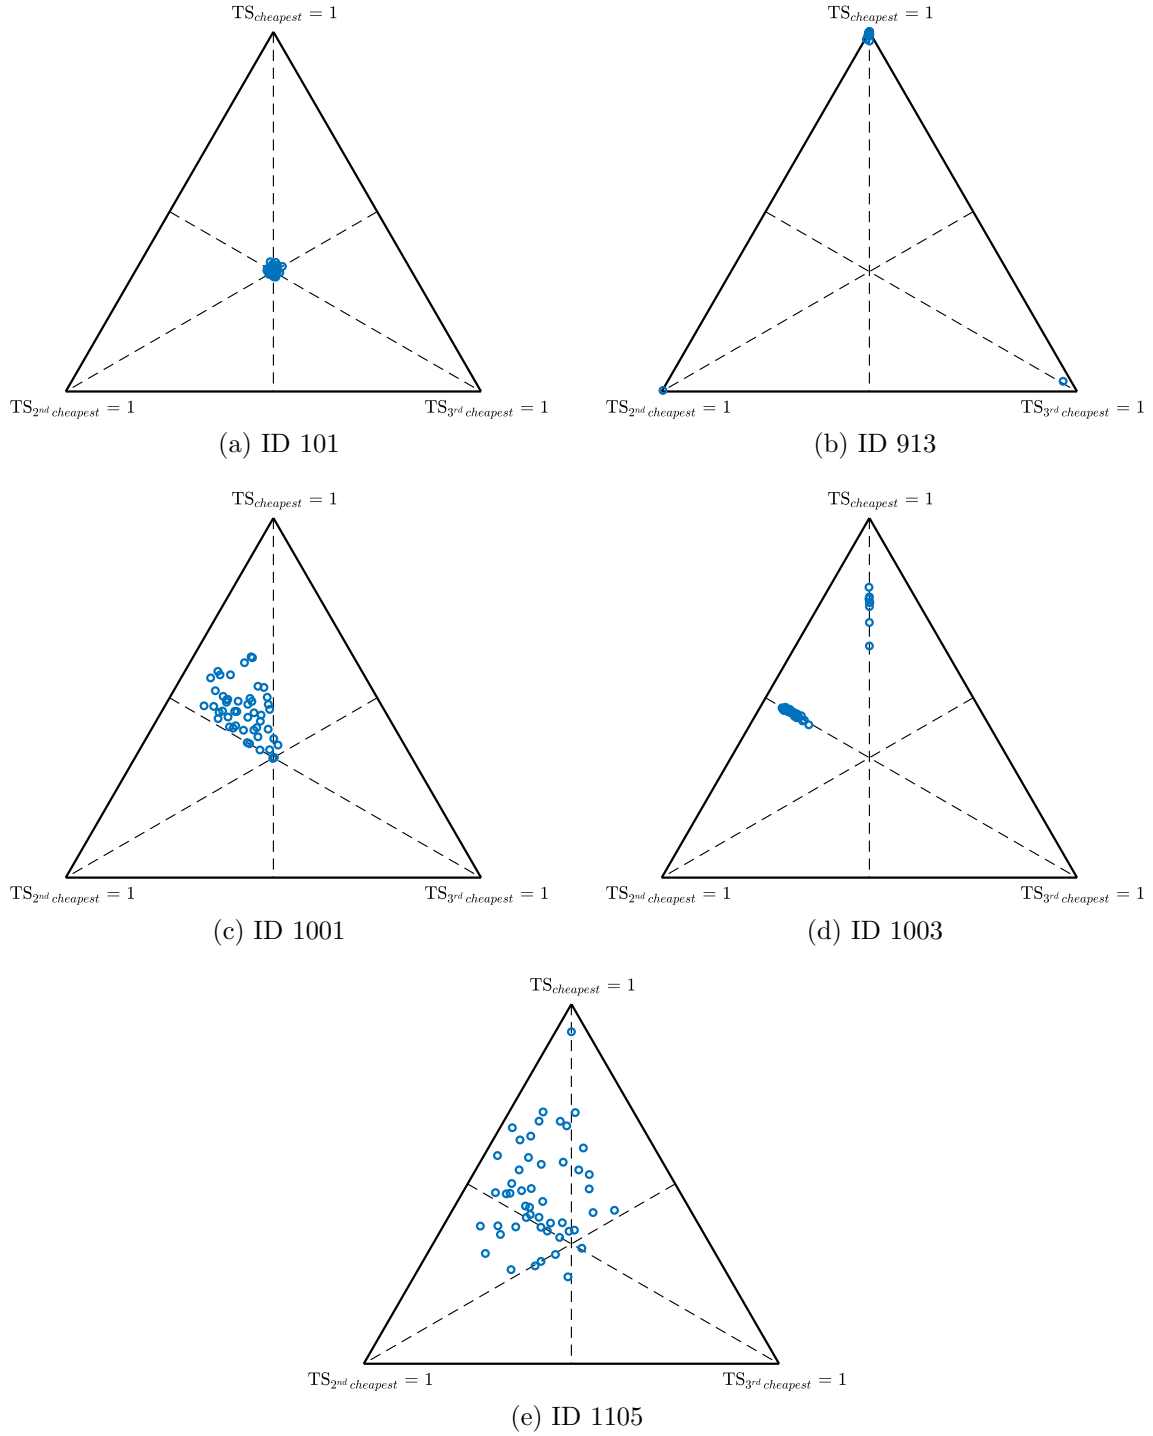 TS_cheapest = 1 TS_cheapest = 1
TS_2nd cheapest = 1 TS_3rd cheapest = 1 TS_2nd cheapest = 1 TS_3rd cheapest = 1
(a) ID 101 (b) ID 913
TS_cheapest = 1 TS_cheapest = 1
TS_2nd cheapest = 1 TS_3rd cheapest = 1 TS_2nd cheapest = 1 TS_3rd cheapest = 1
(c) ID 1001 (d) ID 1003
TS_cheapest = 1
TS_2nd cheapest = 1 TS_3rd cheapest = 1
(e) ID 1105